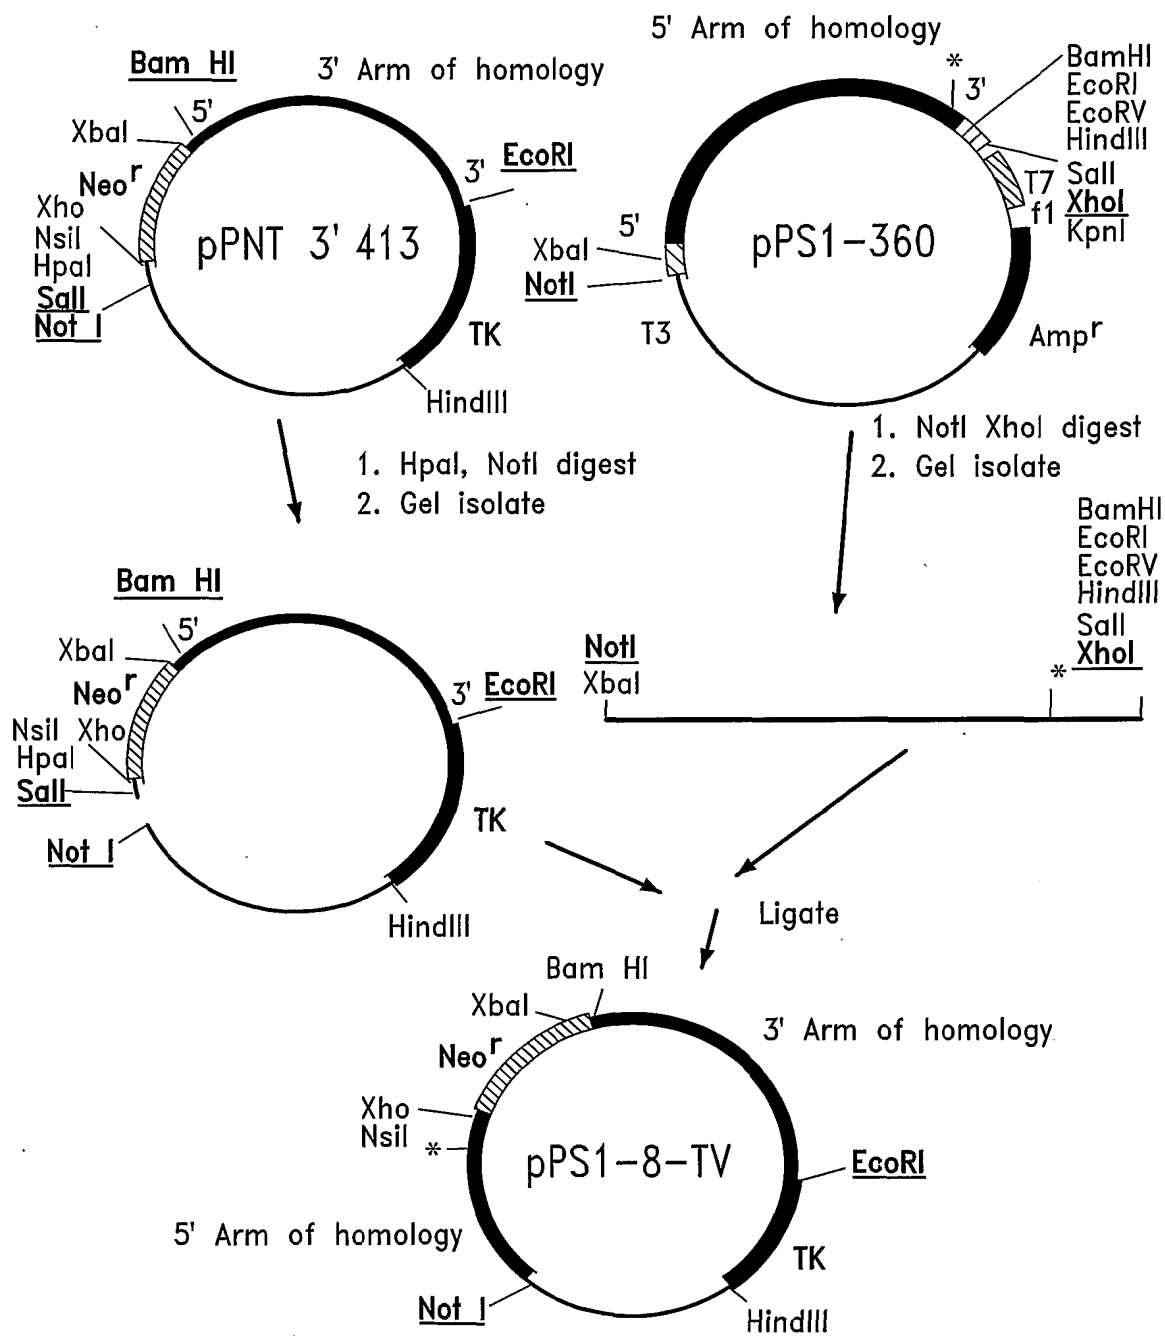 Bam HI
3' Arm of homology
5'
XbaI
Neo^r
Xho
NsiI
HpaI
SalI
Not I
pPNT 3' 413
3'
EcoRI
TK
HindIII
5' Arm of homology
*
3'
BamHI
EcoRI
EcoRV
HindIII
SalI
XhoI
KpnI
T7
f1
5'
XbaI
NotI
pPS1-360
T3
Amp^r
1. HpaI, NotI digest
2. Gel isolate
1. NotI XhoI digest
2. Gel isolate
Bam HI
5'
XbaI
Neo^r
NsiI Xho
HpaI
SalI
Not I
3' EcoRI
TK
HindIII
BamHI
EcoRI
EcoRV
HindIII
SalI
XhoI
*
NotI
XbaI
Ligate
Bam HI
XbaI
3' Arm of homology
Neo^r
Xho
NsiI
*
pPS1-8-TV
EcoRI
5' Arm of homology
TK
Not I
HindIII